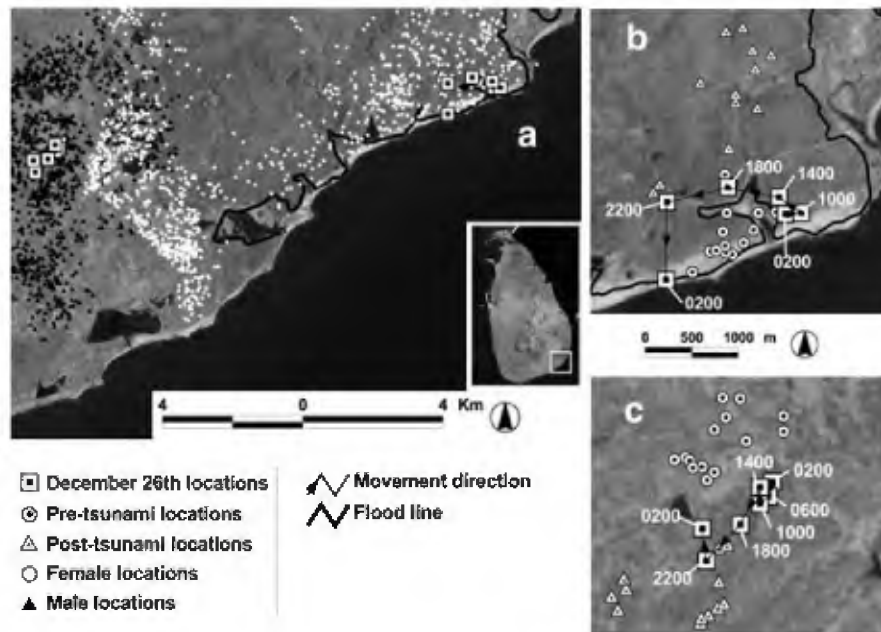 a
4 0 4 Km
b
1800
1400
2200
1000
0200
0200
0 500 1000 m
c
1400
0200
0200
0600
1000
1800
2200
December 26th locations
Pre-tsunami locations
Post-tsunami locations
Female locations
Male locations
Movement direction
Flood line